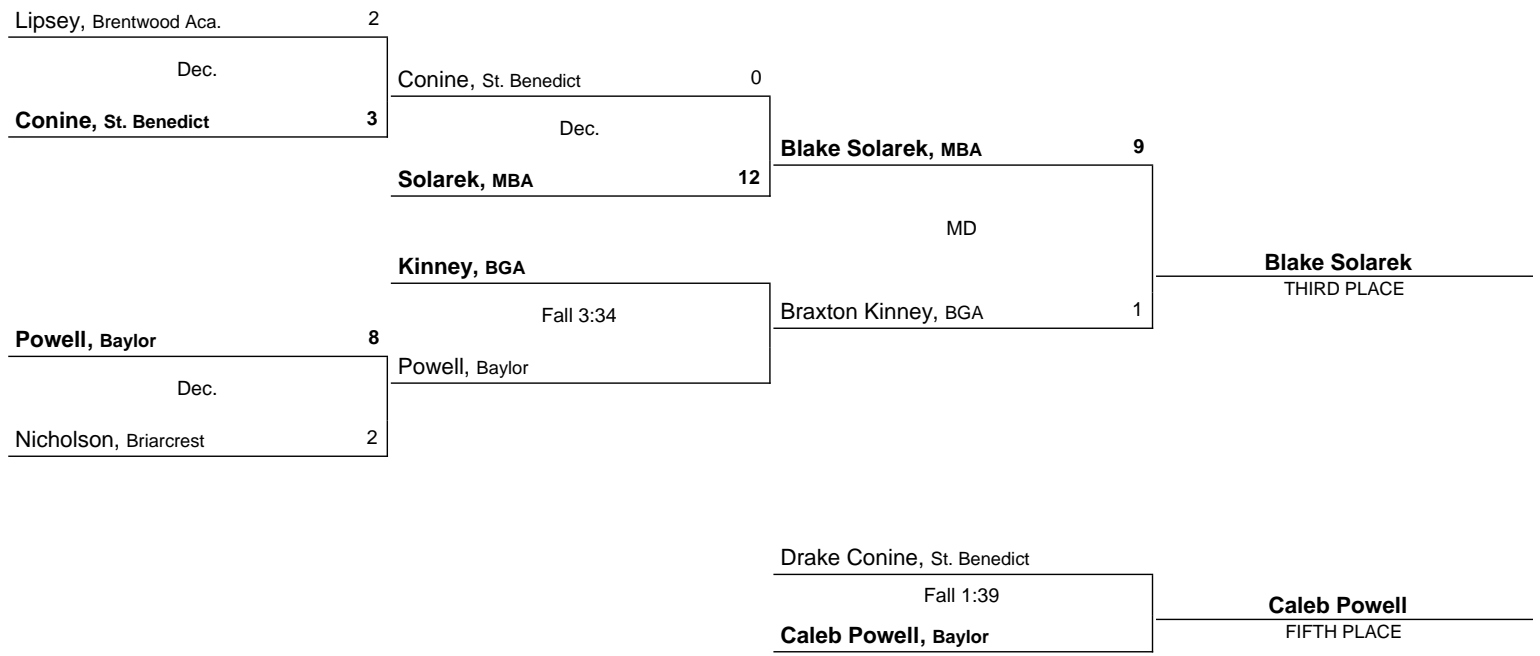 Lipsey, Brentwood Aca. 2
Dec.
Conine, St. Benedict 3
Conine, St. Benedict 0
Dec.
Solarek, MBA 12
Blake Solarek, MBA 9
MD
Braxton Kinney, BGA 1
Blake Solarek
THIRD PLACE
Kinney, BGA
Fall 3:34
Powell, Baylor
Powell, Baylor 8
Dec.
Nicholson, Briarcrest 2
Drake Conine, St. Benedict
Fall 1:39
Caleb Powell, Baylor
Caleb Powell
FIFTH PLACE